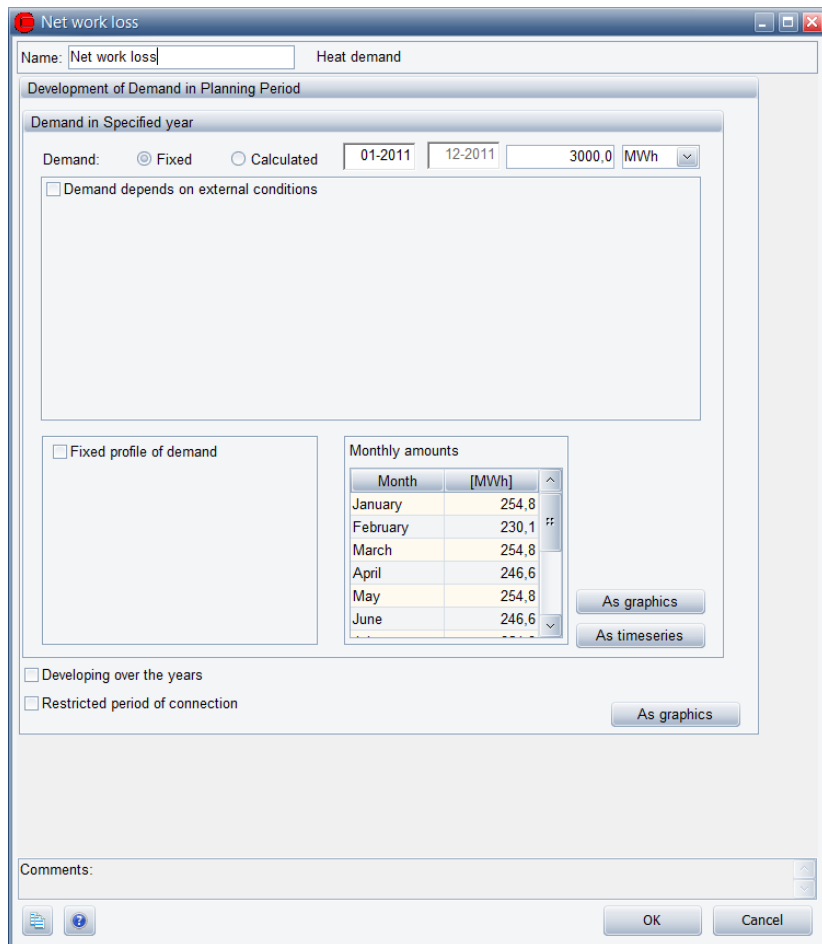 Net work loss
Name: Net work loss Heat demand
Development of Demand in Planning Period
Demand in Specified year
Demand: Fixed Calculated 01-2011 12-2011 3000,0 MWh
Demand depends on external conditions
Fixed profile of demand
Monthly amounts
Month [MWh]
January 254,8
February 230,1
March 254,8
April 246,6
May 254,8
June 246,6
As graphics
As timeseries
Developing over the years
Restricted period of connection
As graphics
Comments:
OK Cancel